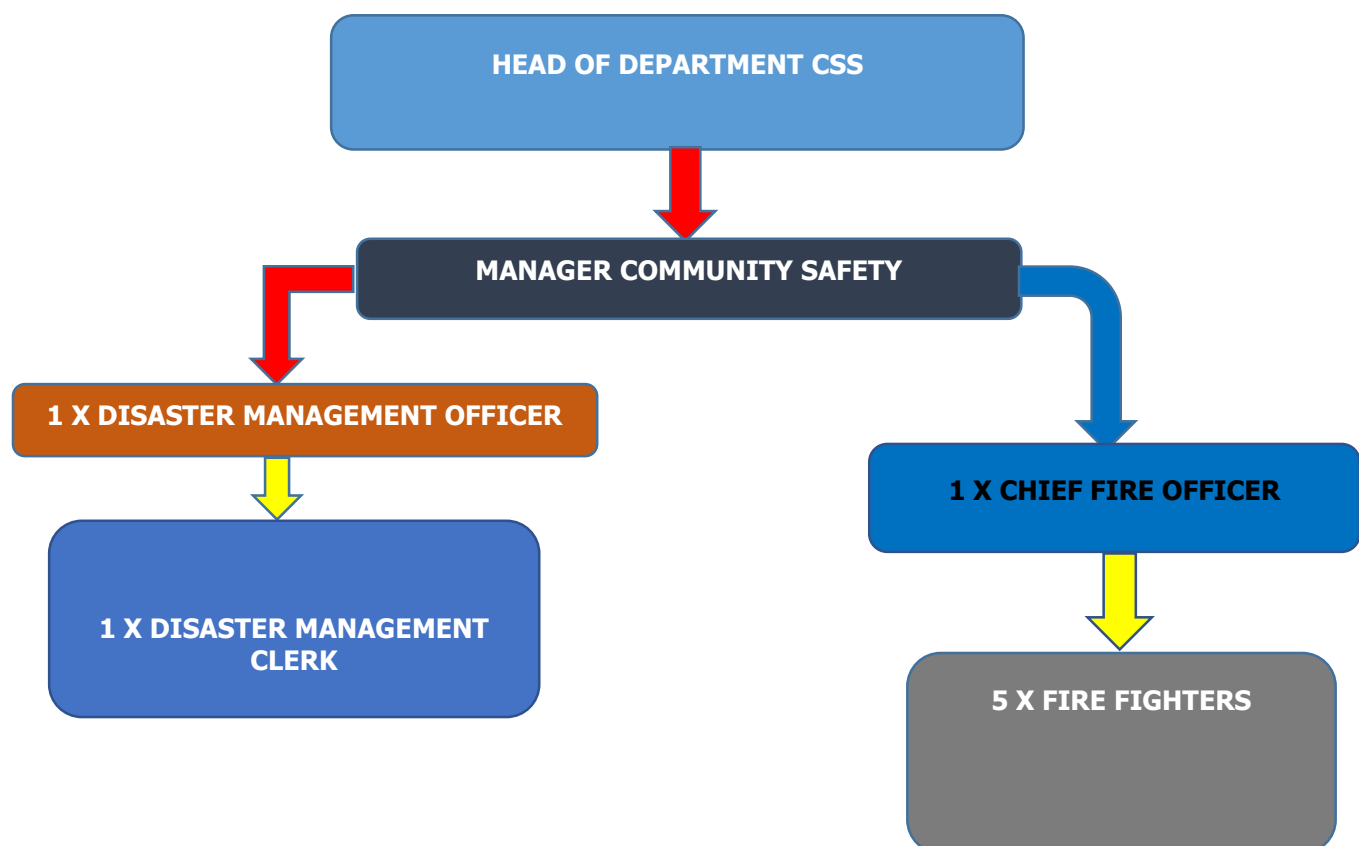 HEAD OF DEPARTMENT CSS
MANAGER COMMUNITY SAFETY
1 X DISASTER MANAGEMENT OFFICER
1 X CHIEF FIRE OFFICER
1 X DISASTER MANAGEMENT
CLERK
5 X FIRE FIGHTERS